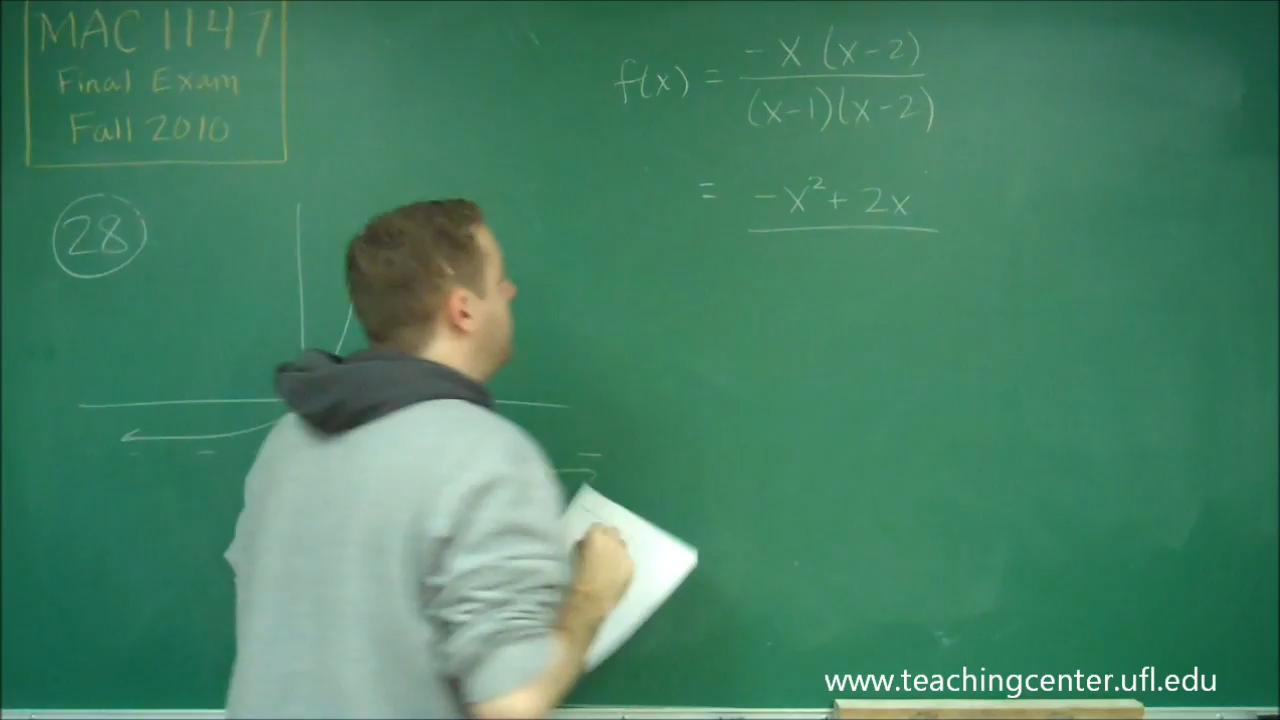 MAC 1147
Final Exam
Fall 2010
28
f(x) = -x (x-2)
(x-1)(x-2)
= -x² + 2x
www.teachingcenter.ufl.edu